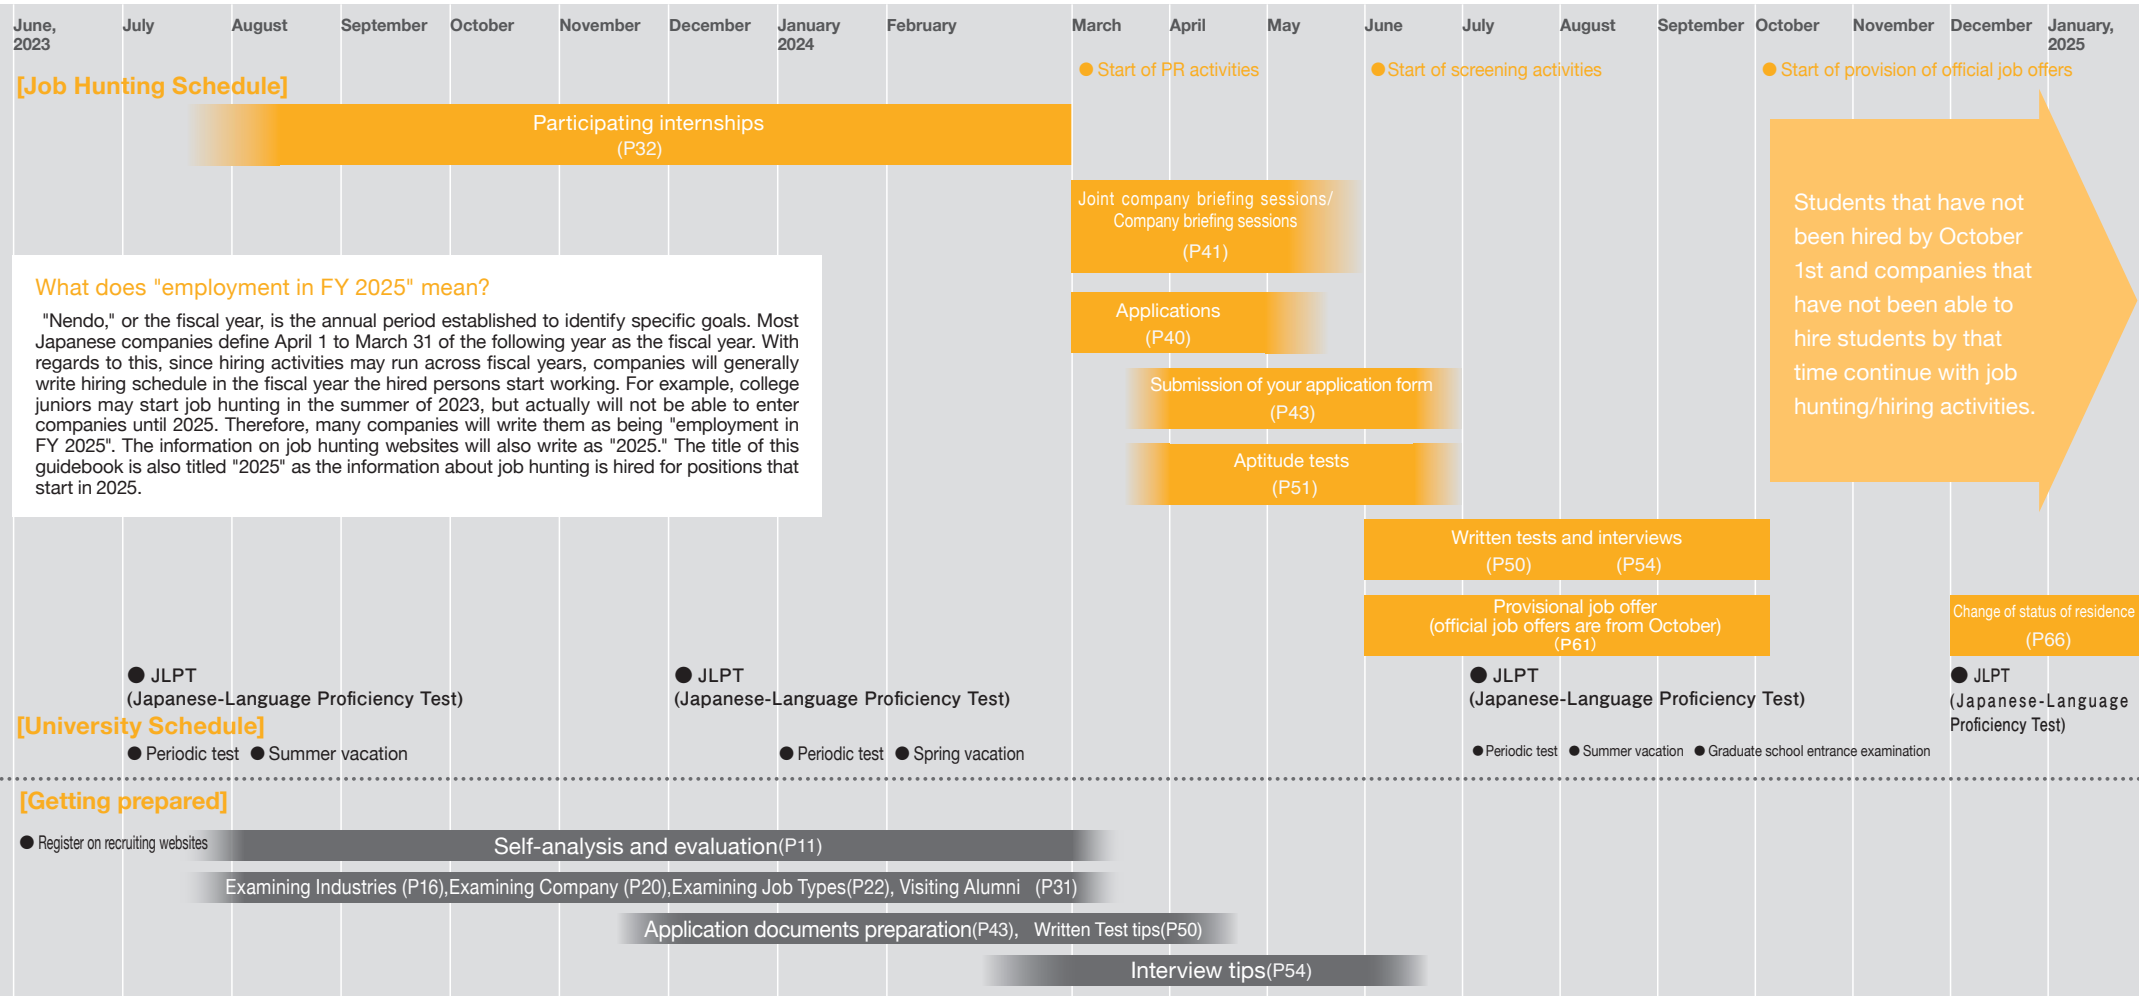 June, 2023
July
August
September
October
November
December
January 2024
February
March
April
May
June
July
August
September
October
November
December
January, 2025
● Start of PR activities
● Start of screening activities
● Start of provision of official job offers
[Job Hunting Schedule]
Participating internships
(P32)
Joint company briefing sessions/
Company briefing sessions
(P41)
Students that have not
been hired by October
1st and companies that
have not been able to
hire students by that
time continue with job
hunting/hiring activities.
What does "employment in FY 2025" mean?
"Nendo," or the fiscal year, is the annual period established to identify specific goals. Most
Japanese companies define April 1 to March 31 of the following year as the fiscal year. With
regards to this, since hiring activities may run across fiscal years, companies will generally
write hiring schedule in the fiscal year the hired persons start working. For example, college
juniors may start job hunting in the summer of 2023, but actually will not be able to enter
companies until 2025. Therefore, many companies will write them as being "employment in
FY 2025". The information on job hunting websites will also write as "2025." The title of this
guidebook is also titled "2025" as the information about job hunting is hired for positions that
start in 2025.
Applications
(P40)
Submission of your application form
(P43)
Aptitude tests
(P51)
Written tests and interviews
(P50) (P54)
Provisional job offer
(official job offers are from October)
(P61)
Change of status of residence
(P66)
● JLPT
(Japanese-Language Proficiency Test)
● JLPT
(Japanese-Language Proficiency Test)
● JLPT
(Japanese-Language Proficiency Test)
● JLPT
(Japanese-Language
Proficiency Test)
[University Schedule]
● Periodic test ● Summer vacation
● Periodic test ● Spring vacation
● Periodic test ● Summer vacation ● Graduate school entrance examination
[Getting prepared]
● Register on recruiting websites
Self-analysis and evaluation(P11)
Examining Industries (P16),Examining Company (P20),Examining Job Types(P22), Visiting Alumni (P31)
Application documents preparation(P43), Written Test tips(P50)
Interview tips(P54)